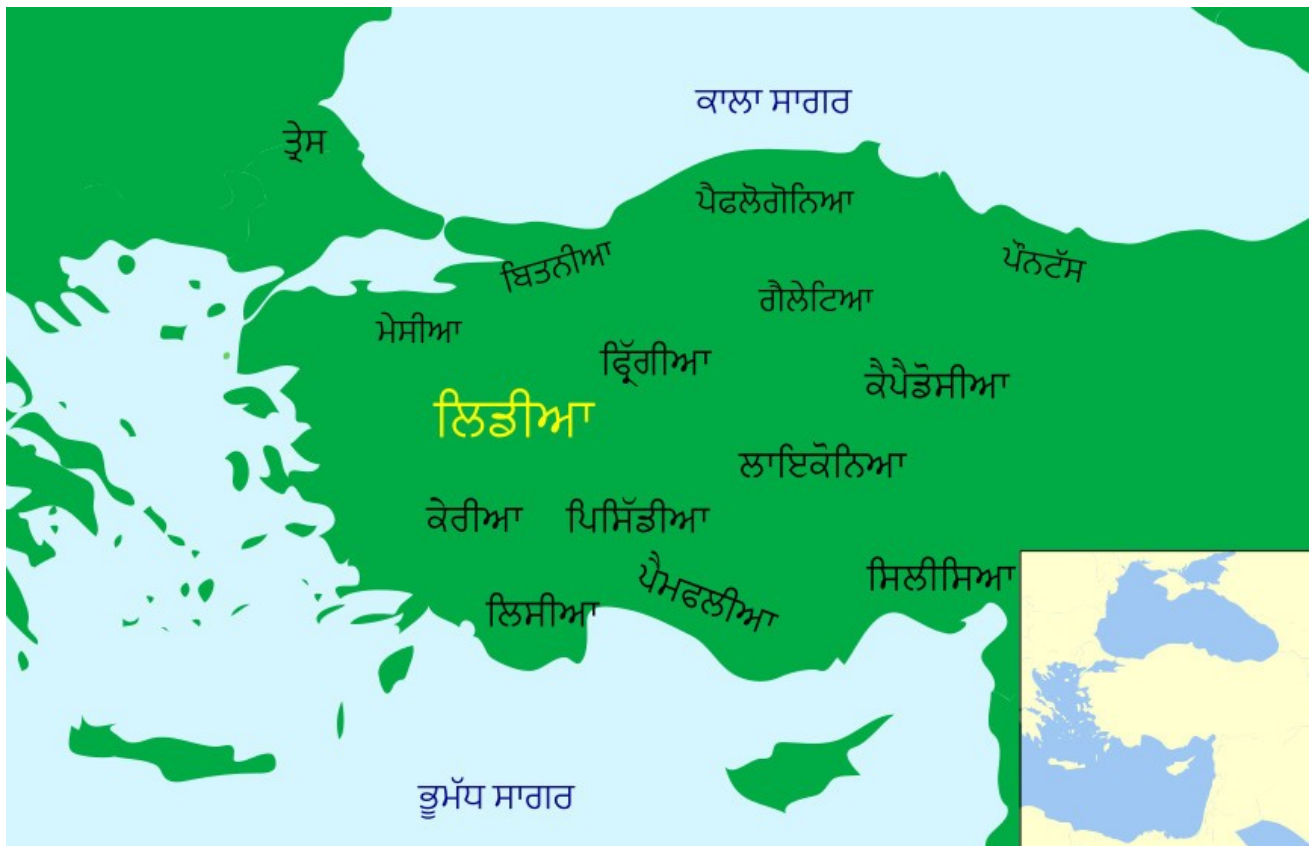 ਕਾਲਾ ਸਾਗਰ
ਤ੍ਰੇਸ
ਪੈਫਲੋਗੋਨਿਆ
ਬਿਤਨੀਆ
ਪੌਨਟੱਸ
ਗੈਲੇਟਿਆ
ਮੇਸੀਆ
ਫ੍ਰਿੱਗੀਆ
ਕੈਪੈਡੋਸੀਆ
ਲਿਡੀਆ
ਲਾਇਕੋਨਿਆ
ਕੇਰੀਆ
ਪਿਸਿੱਡੀਆ
ਪੈਮਫਲੀਆ
ਸਿਲੀਸਿਆ
ਲਿਸੀਆ
ਭੂਮੱਧ ਸਾਗਰ